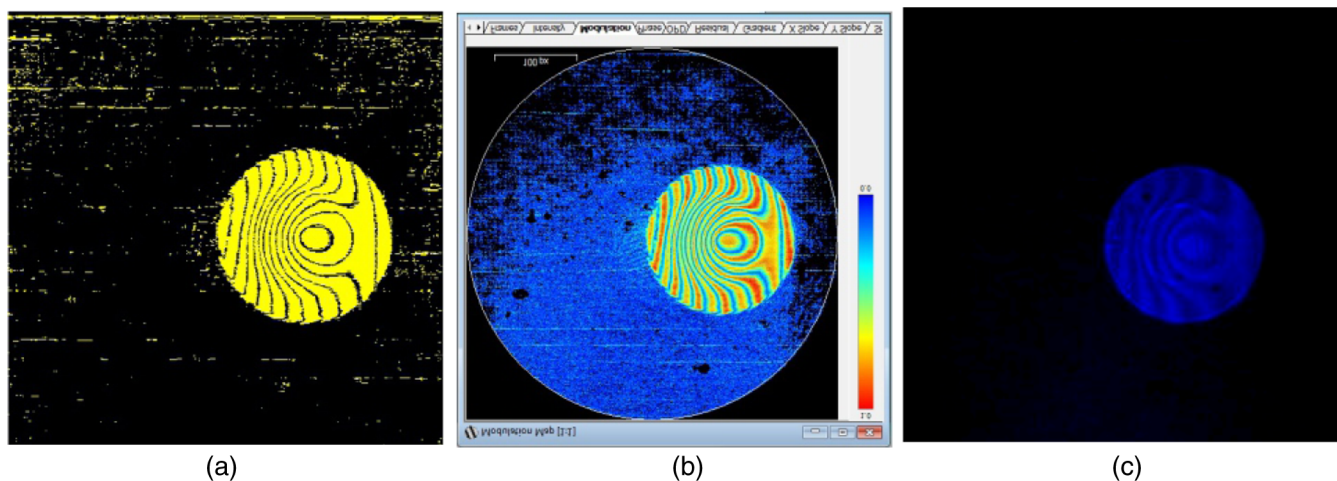 Frames Intensity Modulation Phase/OPD Residual Gradient X Slope Y Slope
100 px
0.0
1.0
Modulation Map [1:1]
(a) (b) (c)